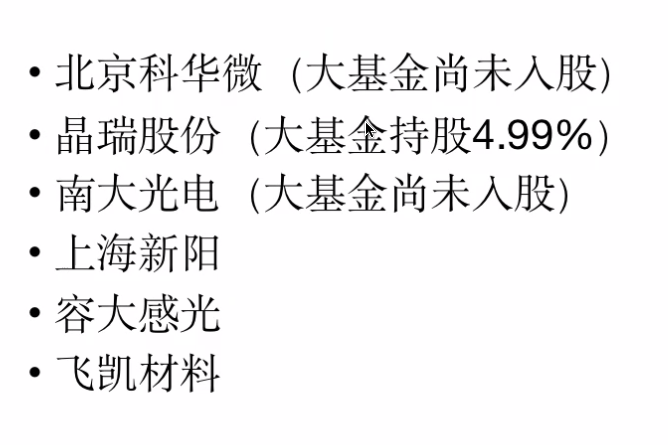 • 北京科华微（大基金尚未入股）
• 晶瑞股份（大基金持股4.99%）
• 南大光电（大基金尚未入股）
• 上海新阳
• 容大感光
• 飞凯材料